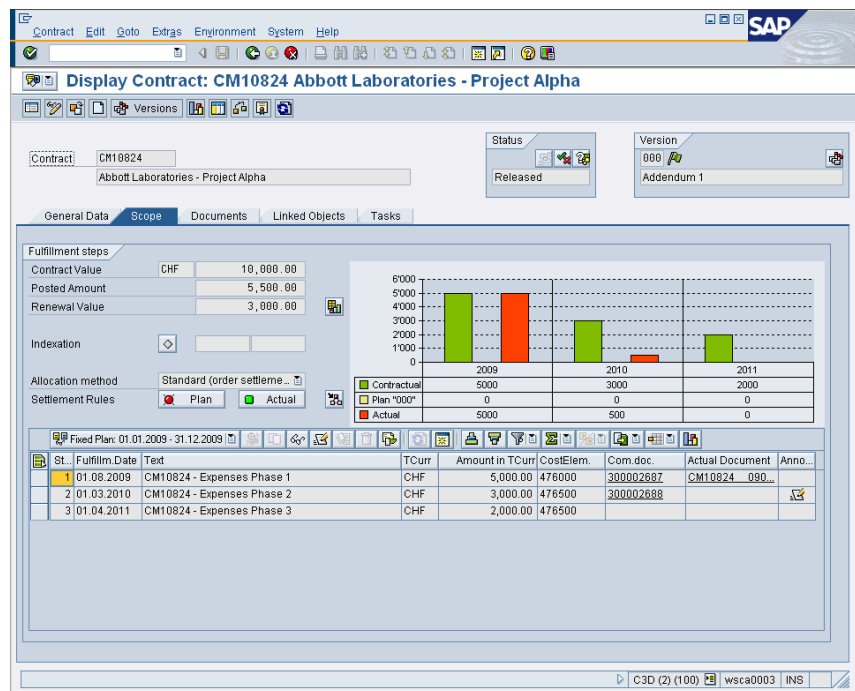 Contract Edit Goto Extras Environment System Help
SAP
Display Contract: CM10824 Abbott Laboratories - Project Alpha
Versions
Status
Version
Contract CM10824
000
Abbott Laboratories - Project Alpha
Released
Addendum 1
General Data Scope Documents Linked Objects Tasks
Fulfillment steps
Contract Value CHF 10,000.00
Posted Amount 5,500.00
Renewal Value 3,000.00
Indexation
Allocation method Standard (order settleme...
Settlement Rules Plan Actual
6'000
5'000
4'000
3'000
2'000
1'000
0
2009 2010 2011
Contractual 5000 3000 2000
Plan "000" 0 0 0
Actual 5000 500 0
Fixed Plan: 01.01.2009 - 31.12.2009
St... Fulfillm.Date Text TCurr Amount in TCurr CostElem. Com.doc. Actual Document Anno...
1 01.08.2009 CM10824 - Expenses Phase 1 CHF 5,000.00 476000 300002687 CM10824 090...
2 01.03.2010 CM10824 - Expenses Phase 2 CHF 3,000.00 476500 300002688
3 01.04.2011 CM10824 - Expenses Phase 3 CHF 2,000.00 476500
C3D (2) (100) wsca0003 INS